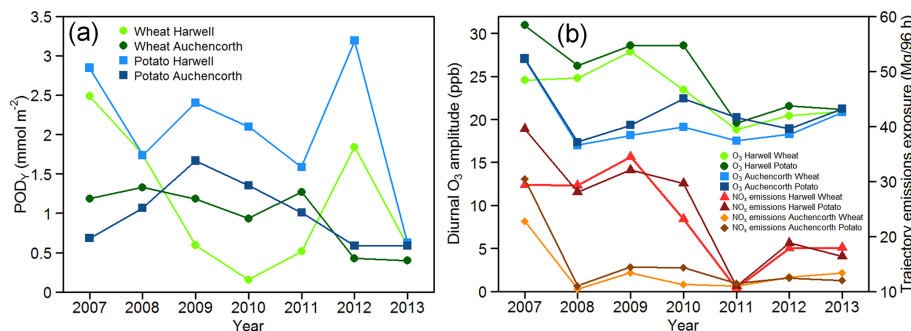 (a)
Wheat Harwell
Wheat Auchencorth
Potato Harwell
Potato Auchencorth
PODY (mmol m-2)
3.5
3
2.5
2
1.5
1
0.5
0
2007 2008 2009 2010 2011 2012 2013
Year
(b)
Diurnal O3 amplitude (ppb)
30
25
20
15
10
5
0
O3 Harwell Wheat
O3 Harwell Potato
O3 Auchencorth Wheat
O3 Auchencorth Potato
NOx emissions Harwell Wheat
NOx emissions Harwell Potato
NOx emissions Auchencorth Wheat
NOx emissions Auchencorth Potato
60
50
40
30
20
10
Trajectory emissions exposure (Mg/96 h)
2007 2008 2009 2010 2011 2012 2013
Year